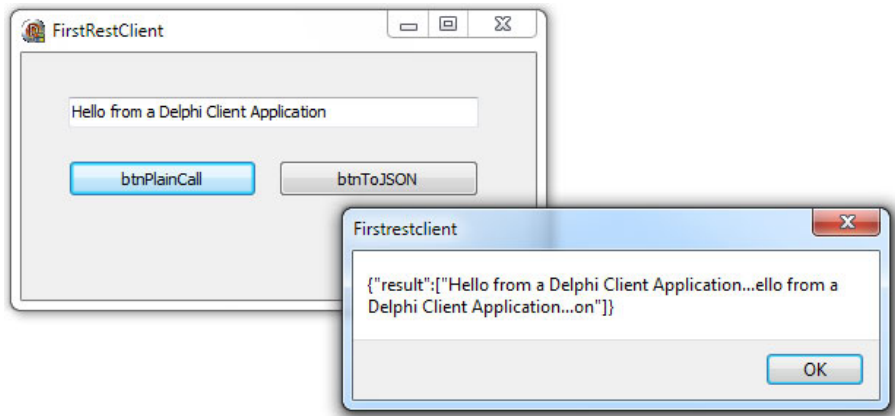 FirstRestClient
Hello from a Delphi Client Application
btnPlainCall
btnToJSON
Firstrestclient
{"result":["Hello from a Delphi Client Application...ello from a
Delphi Client Application...on"]}
OK